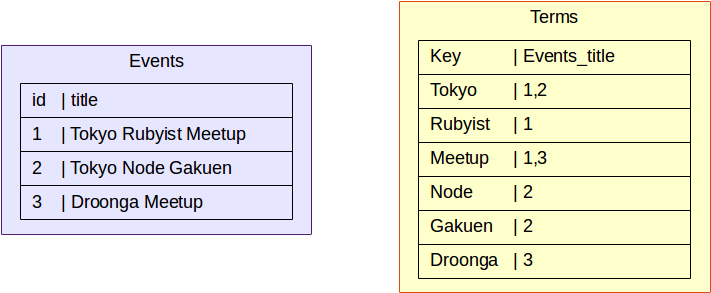 Events
id | title
1 | Tokyo Rubyist Meetup
2 | Tokyo Node Gakuen
3 | Droonga Meetup
Terms
Key | Events_title
Tokyo | 1,2
Rubyist | 1
Meetup | 1,3
Node | 2
Gakuen | 2
Droonga | 3